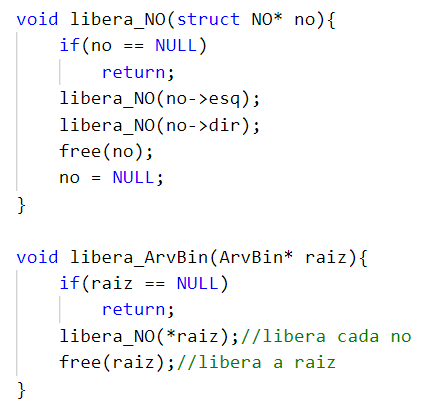 void libera_NO(struct NO* no){
    if(no == NULL)
        return;
    libera_NO(no->esq);
    libera_NO(no->dir);
    free(no);
    no = NULL;
}

void libera_ArvBin(ArvBin* raiz){
    if(raiz == NULL)
        return;
    libera_NO(*raiz);//libera cada no
    free(raiz);//libera a raiz
}